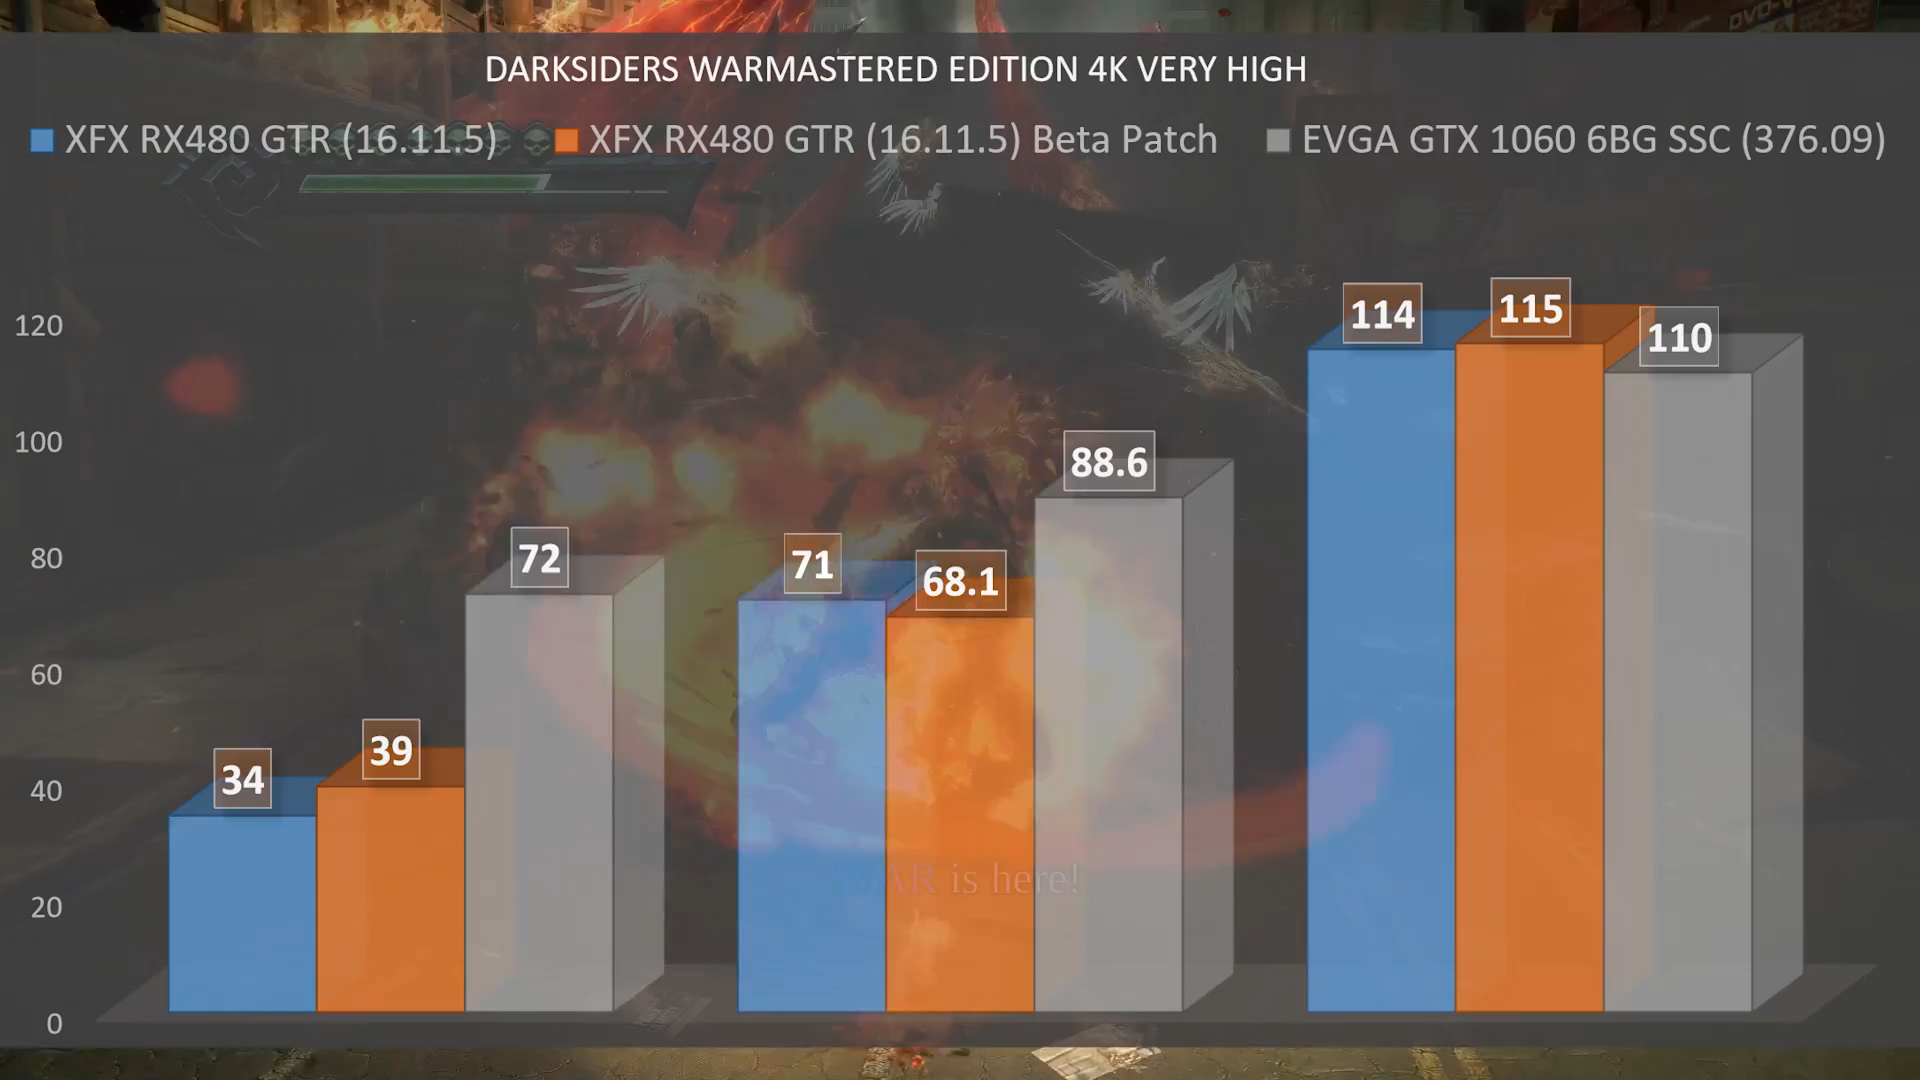 DVD-V
DARKSIDERS WARMASTERED EDITION 4K VERY HIGH
XFX RX480 GTR (16.11.5) XFX RX480 GTR (16.11.5) Beta Patch EVGA GTX 1060 6BG SSC (376.09)
120
100
80
60
40
20
0
34 39 72
71 68.1 88.6
114 115 110
WAR is here!